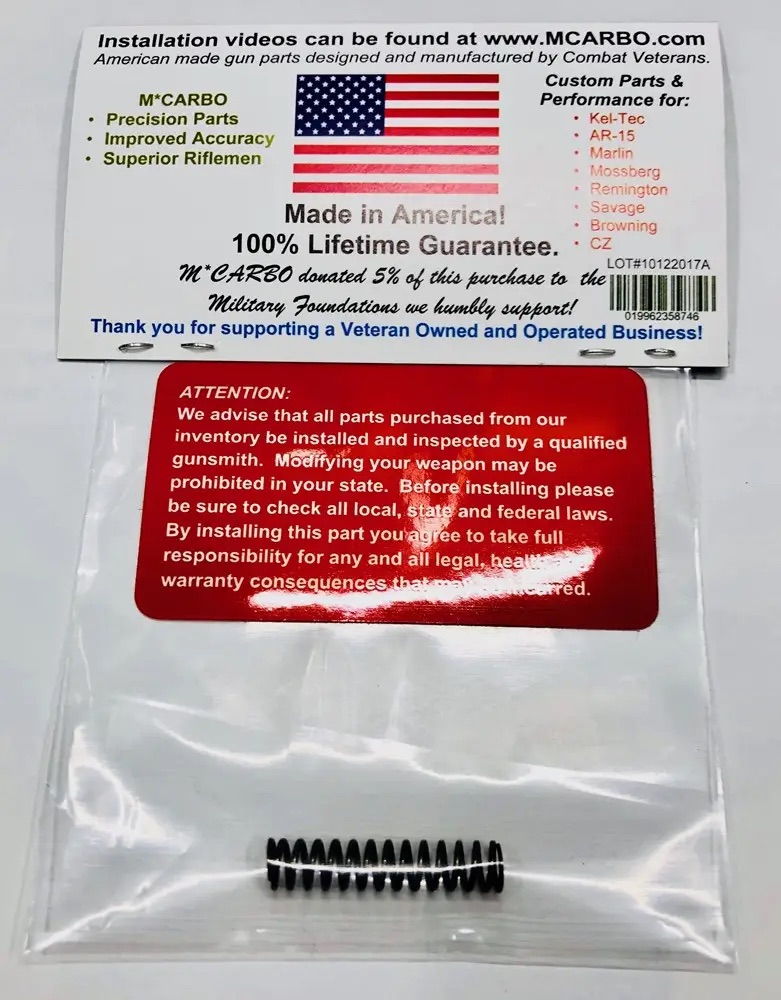 Installation videos can be found at www.MCARBO.com
American made gun parts designed and manufactured by Combat Veterans.
M*CARBO
• Precision Parts
• Improved Accuracy
• Superior Riflemen
Custom Parts &
Performance for:
• Kel-Tec
• AR-15
• Marlin
• Mossberg
• Remington
• Savage
• Browning
• CZ
Made in America!
100% Lifetime Guarantee.
M*CARBO donated 5% of this purchase to the
Military Foundations we humbly support!
LOT#10122017A
019962358746
Thank you for supporting a Veteran Owned and Operated Business!
ATTENTION:
We advise that all parts purchased from our
inventory be installed and inspected by a qualified
gunsmith. Modifying your weapon may be
prohibited in your state. Before installing please
be sure to check all local, state and federal laws.
By installing this part you agree to take full
responsibility for any and all legal,
warranty consequences that